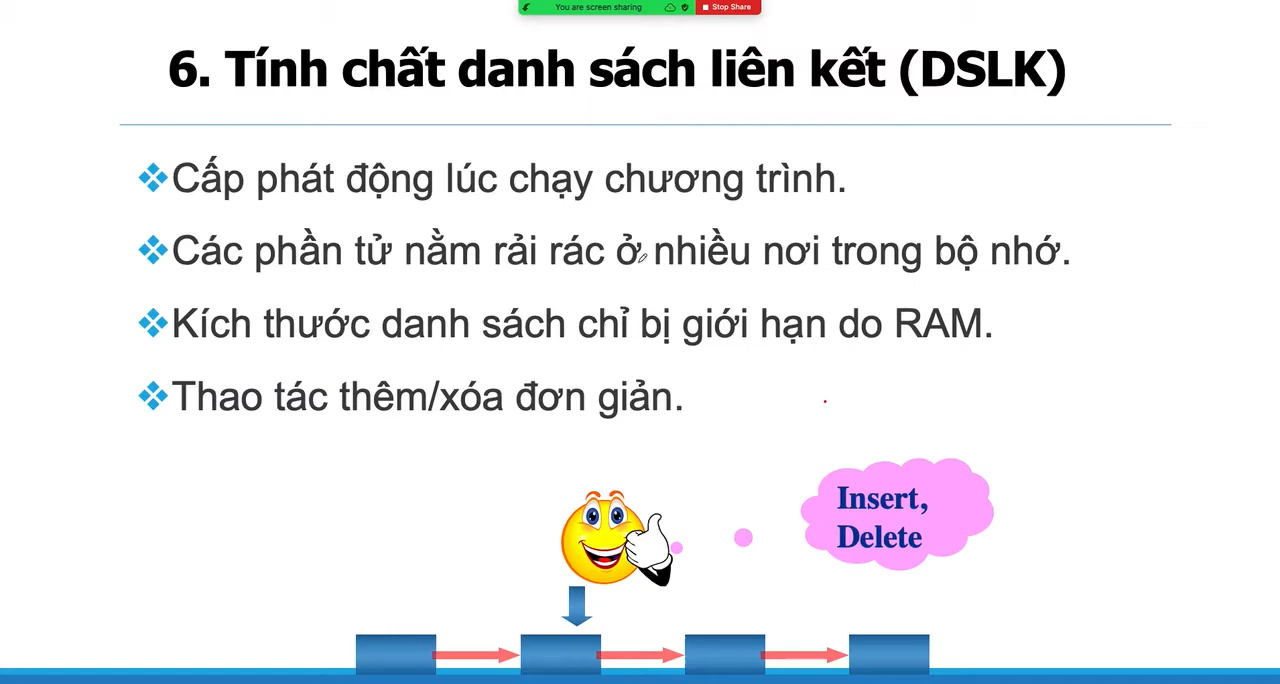 You are screen sharing
Stop Share
6. Tính chất danh sách liên kết (DSLK)
Cấp phát động lúc chạy chương trình.
Các phần tử nằm rải rác ở nhiều nơi trong bộ nhớ.
Kích thước danh sách chỉ bị giới hạn do RAM.
Thao tác thêm/xóa đơn giản.
Insert,
Delete